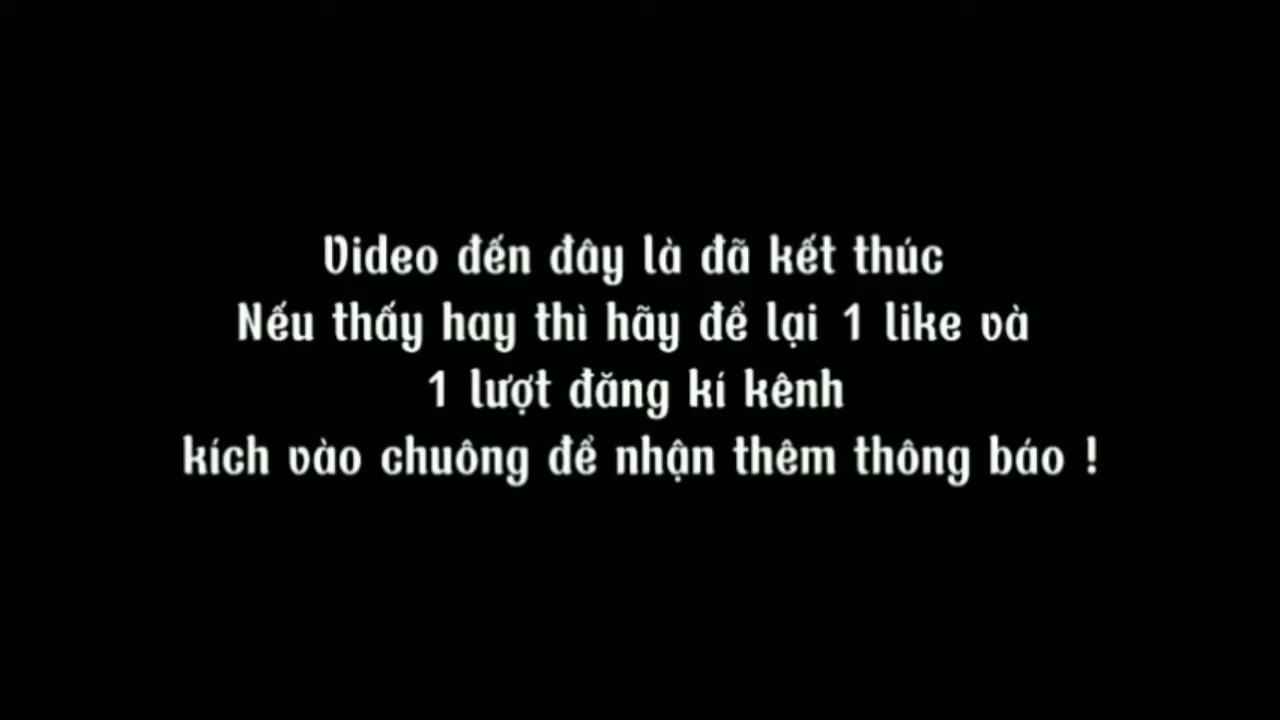 Video đến đây là đã kết thúc
Nếu thấy hay thì hãy để lại 1 like và
1 lượt đăng kí kênh
kích vào chuông để nhận thêm thông báo !